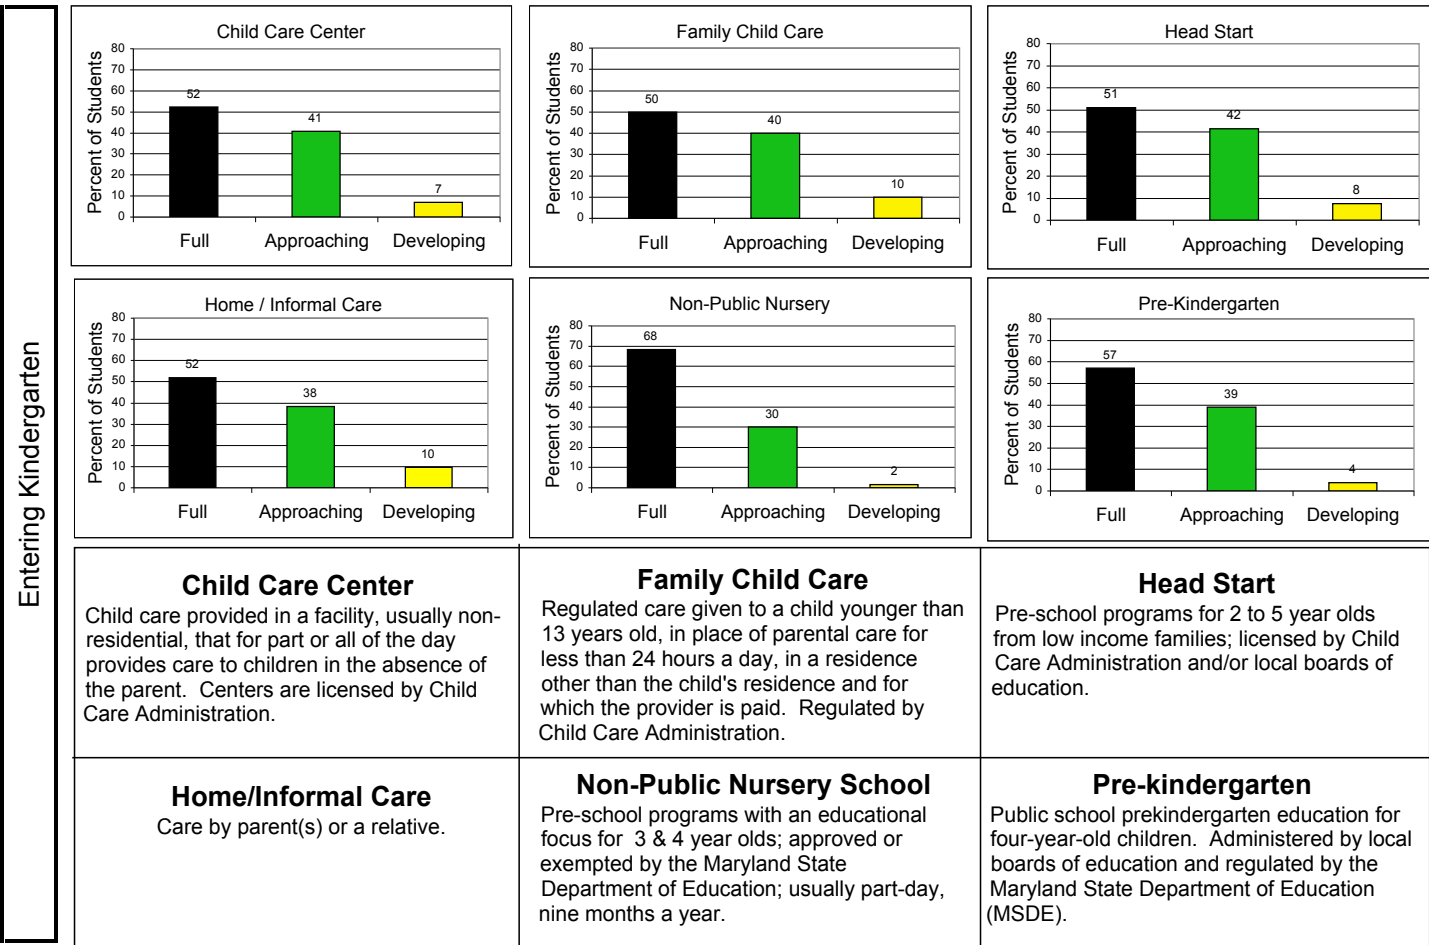 Entering Kindergarten
Child Care Center
Percent of Students
80
70
60
50
40
30
20
10
0
52
41
7
Full Approaching Developing
Family Child Care
Percent of Students
80
70
60
50
40
30
20
10
0
50
40
10
Full Approaching Developing
Head Start
Percent of Students
80
70
60
50
40
30
20
10
0
51
42
8
Full Approaching Developing
Home / Informal Care
Percent of Students
80
70
60
50
40
30
20
10
0
52
38
10
Full Approaching Developing
Non-Public Nursery
Percent of Students
80
70
60
50
40
30
20
10
0
68
30
2
Full Approaching Developing
Pre-Kindergarten
Percent of Students
80
70
60
50
40
30
20
10
0
57
39
4
Full Approaching Developing
Child Care Center
Child care provided in a facility, usually non-
residential, that for part or all of the day
provides care to children in the absence of
the parent. Centers are licensed by Child
Care Administration.
Family Child Care
Regulated care given to a child younger than
13 years old, in place of parental care for
less than 24 hours a day, in a residence
other than the child's residence and for
which the provider is paid. Regulated by
Child Care Administration.
Head Start
Pre-school programs for 2 to 5 year olds
from low income families; licensed by Child
Care Administration and/or local boards of
education.
Home/Informal Care
Care by parent(s) or a relative.
Non-Public Nursery School
Pre-school programs with an educational
focus for 3 & 4 year olds; approved or
exempted by the Maryland State
Department of Education; usually part-day,
nine months a year.
Pre-kindergarten
Public school prekindergarten education for
four-year-old children. Administered by local
boards of education and regulated by the
Maryland State Department of Education
(MSDE).